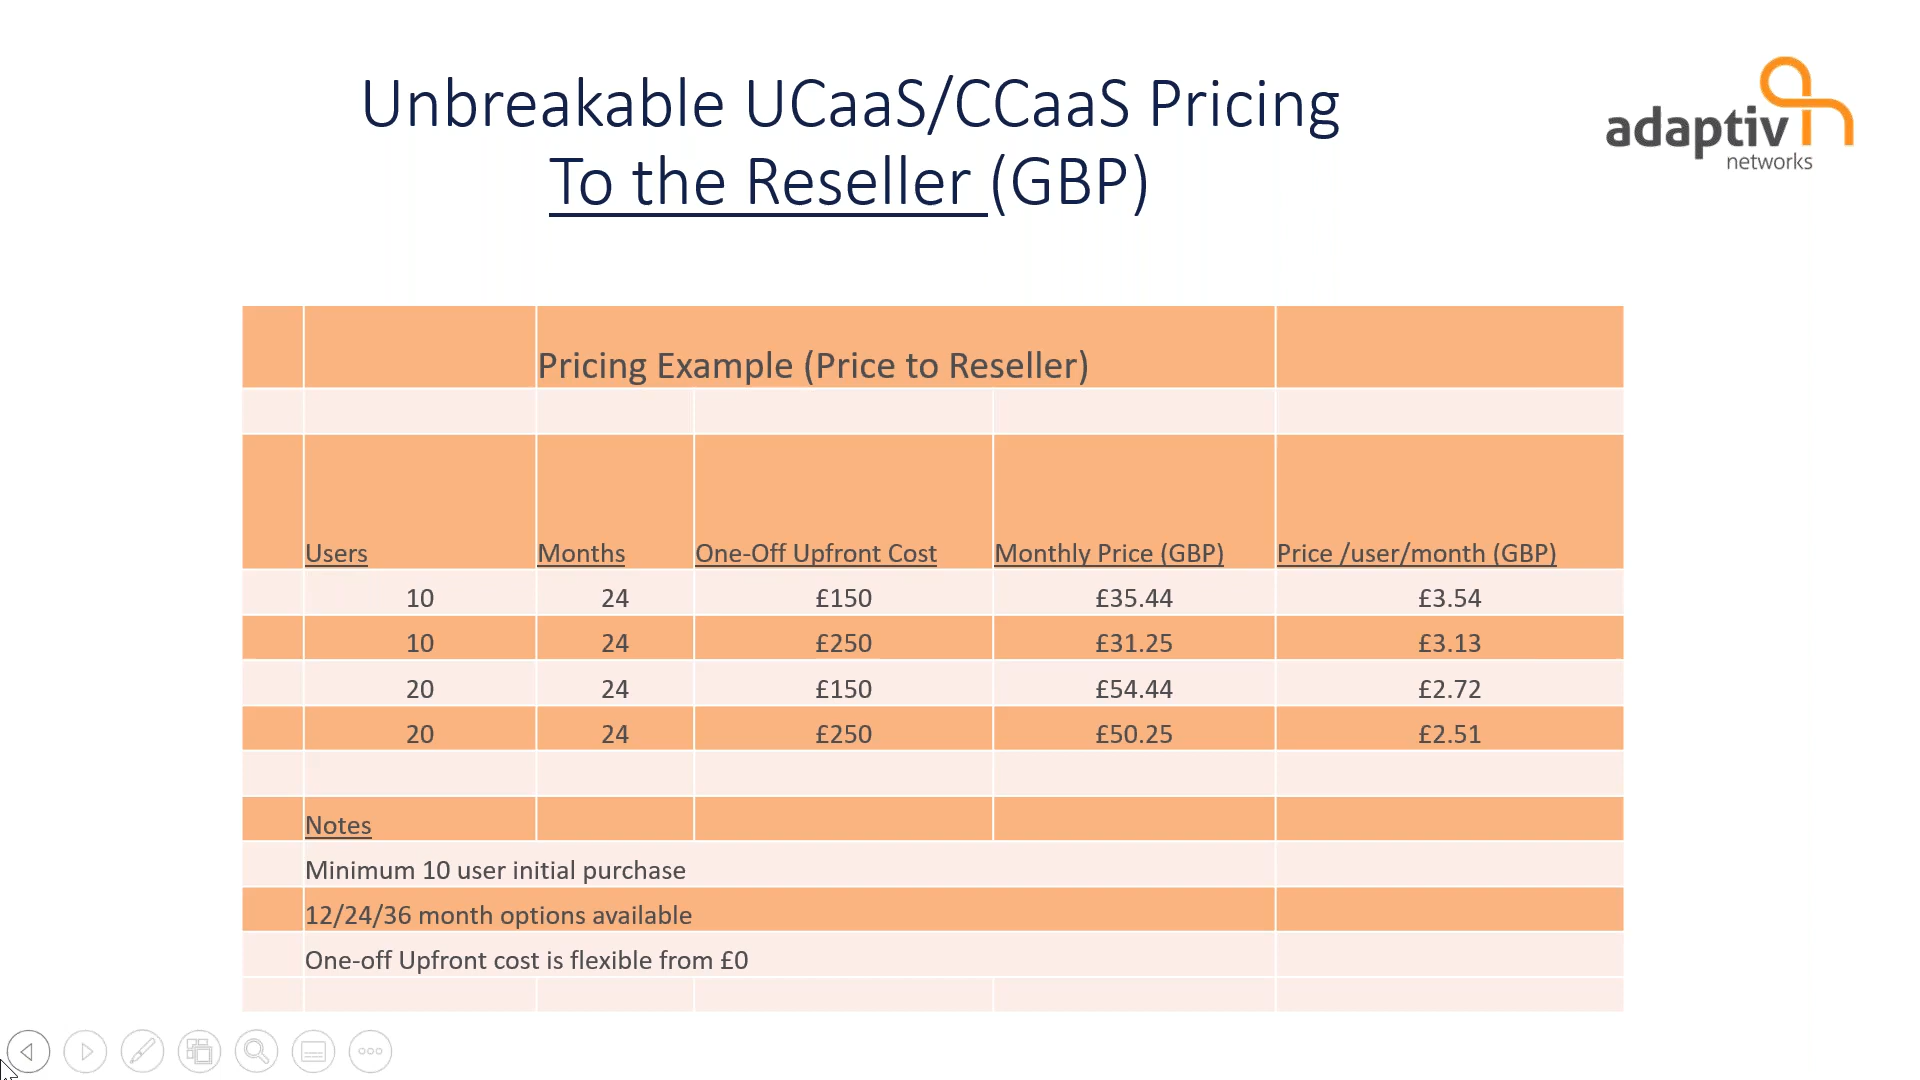 Unbreakable UCaaS/CCaaS Pricing
To the Reseller (GBP)
adaptiv
networks
Pricing Example (Price to Reseller)
Users Months One-Off Upfront Cost Monthly Price (GBP) Price /user/month (GBP)
10 24 £150 £35.44 £3.54
10 24 £250 £31.25 £3.13
20 24 £150 £54.44 £2.72
20 24 £250 £50.25 £2.51
Notes
Minimum 10 user initial purchase
12/24/36 month options available
One-off Upfront cost is flexible from £0